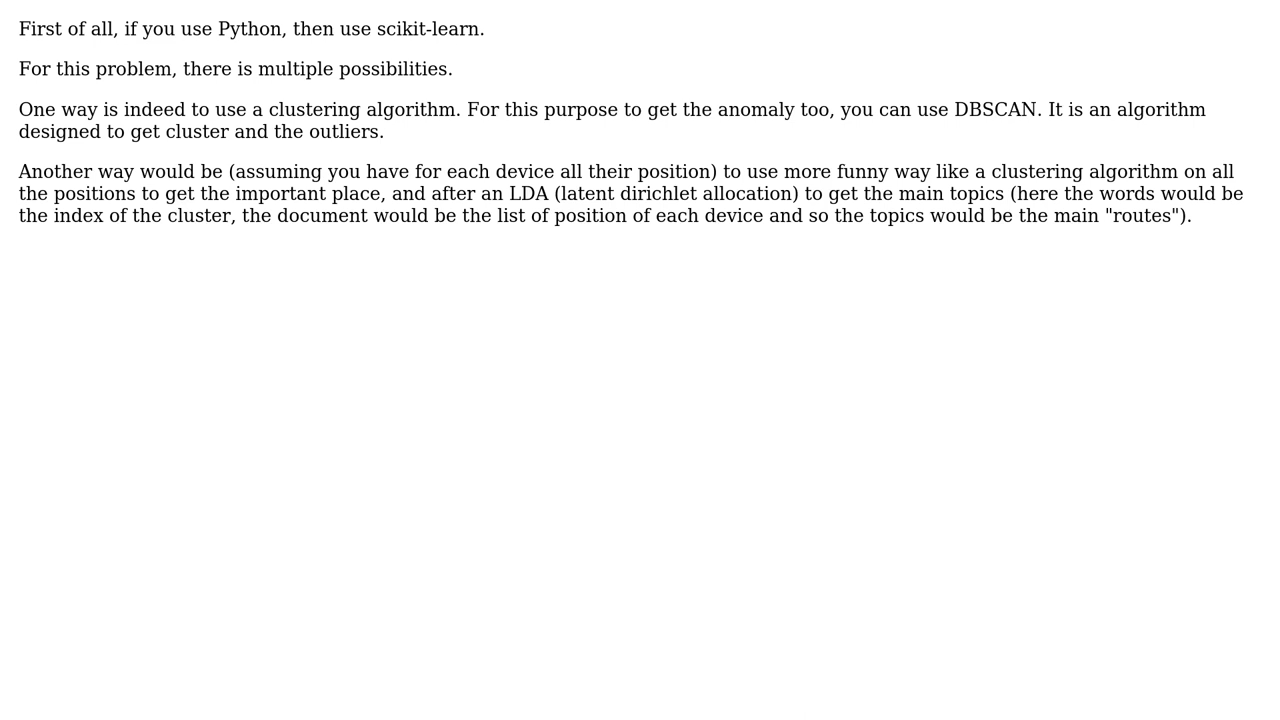 First of all, if you use Python, then use scikit-learn.
For this problem, there is multiple possibilities.
One way is indeed to use a clustering algorithm. For this purpose to get the anomaly too, you can use DBSCAN. It is an algorithm
designed to get cluster and the outliers.
Another way would be (assuming you have for each device all their position) to use more funny way like a clustering algorithm on all
the positions to get the important place, and after an LDA (latent dirichlet allocation) to get the main topics (here the words would be
the index of the cluster, the document would be the list of position of each device and so the topics would be the main "routes").